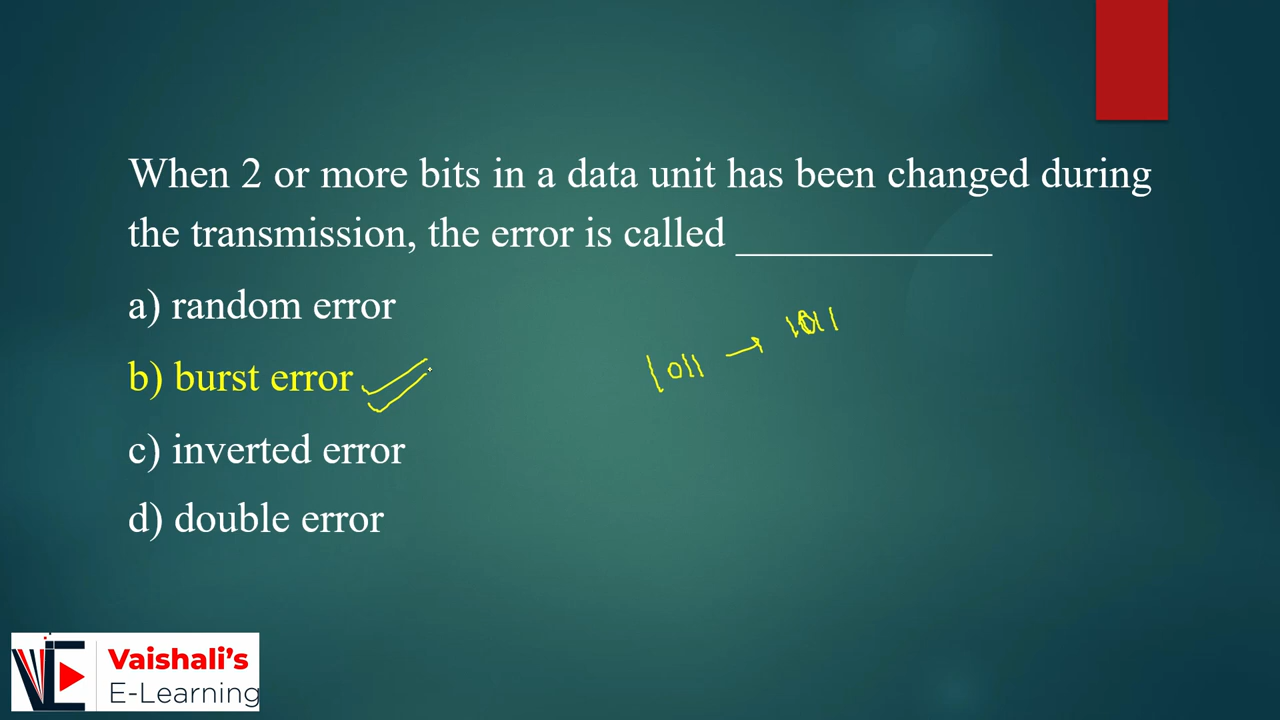 When 2 or more bits in a data unit has been changed during
the transmission, the error is called ____________
a) random error
b) burst error
c) inverted error
d) double error
1011 →
Vaishali's
E-Learning